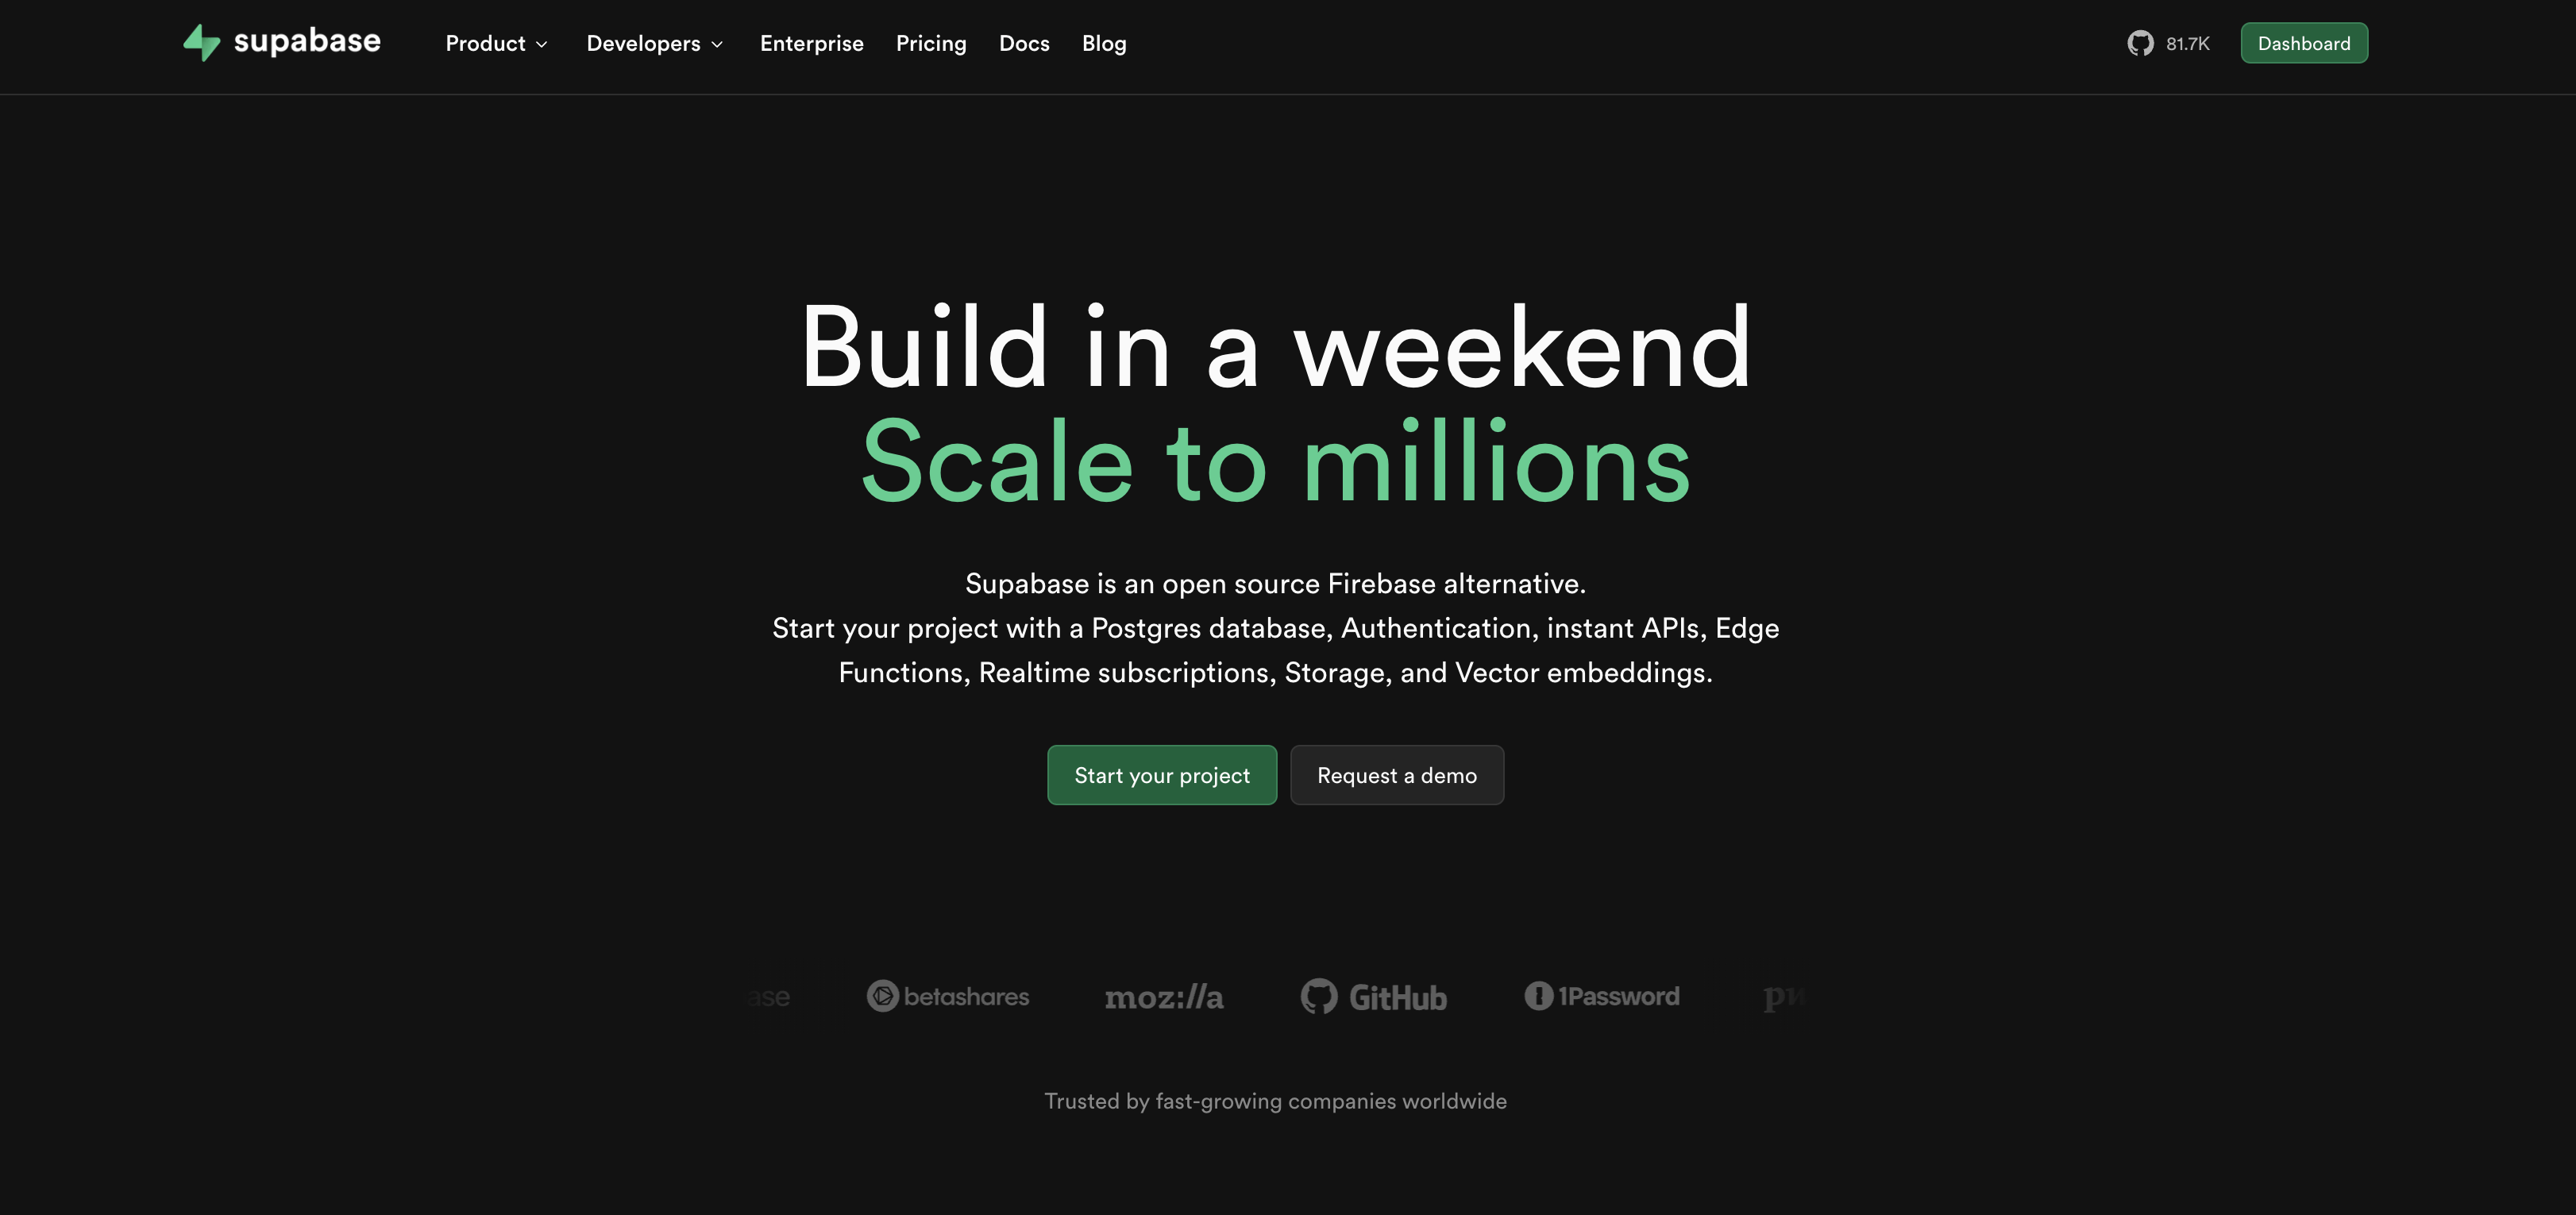 supabase
Product
Developers
Enterprise
Pricing
Docs
Blog
81.7K
Dashboard
Build in a weekend
Scale to millions
Supabase is an open source Firebase alternative.
Start your project with a Postgres database, Authentication, instant APIs, Edge
Functions, Realtime subscriptions, Storage, and Vector embeddings.
Start your project
Request a demo
ase
betashares
moz://a
GitHub
1Password
Trusted by fast-growing companies worldwide